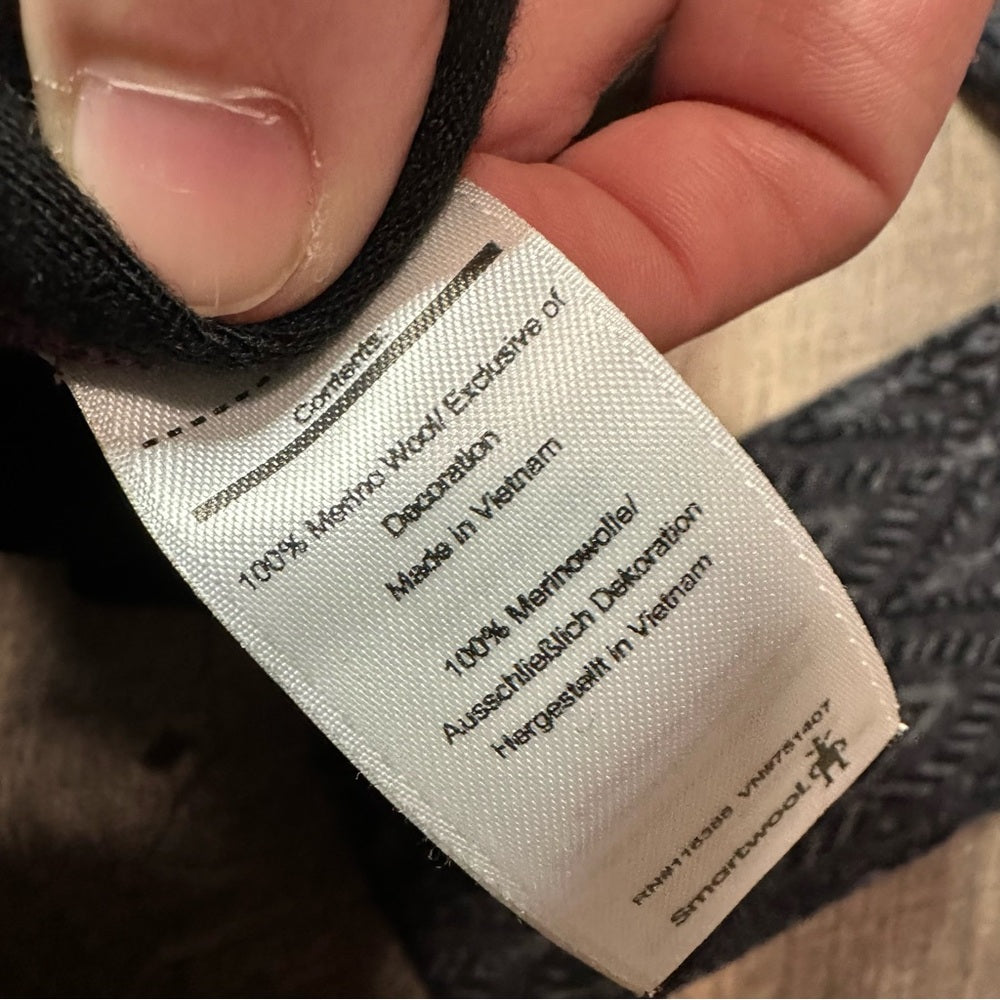 Contents:
100% Merino Wool/ Exclusive of
Decoration
Made in Vietnam
100% Merinowolle/
Ausschließlich Dekoration
Hergestellt in Vietnam
RN#116388 VN#751407
Smartwool